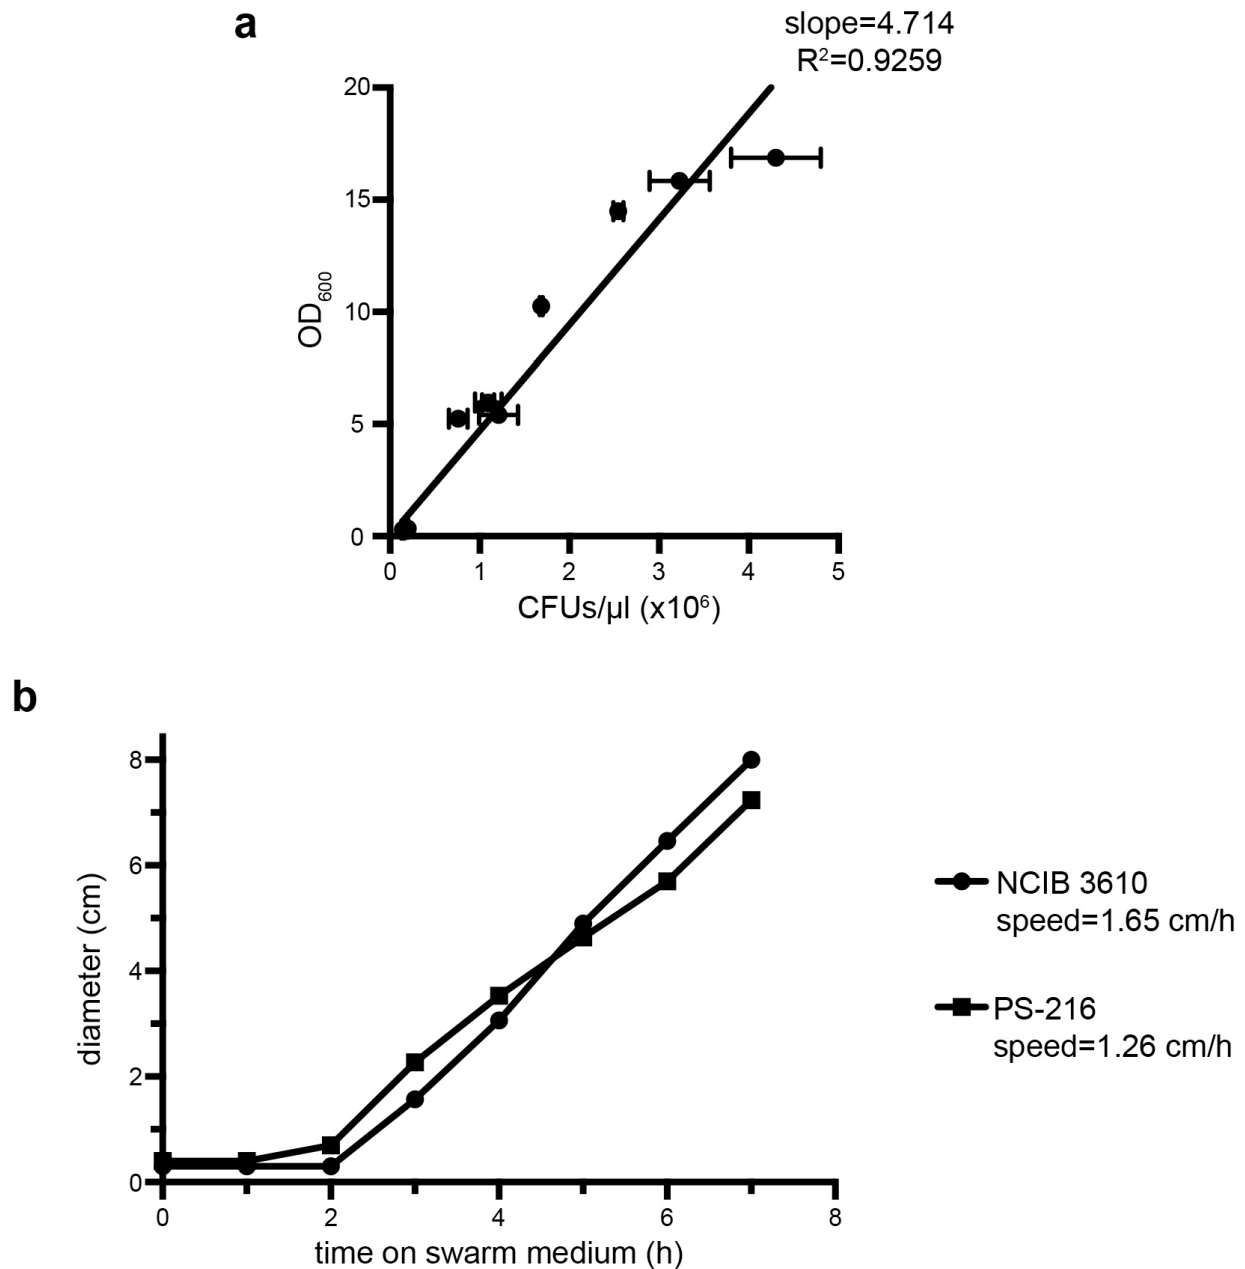 a
slope=4.714
R²=0.9259
20
15
10
5
0
OD₆₀₀
0 1 2 3 4 5
CFUs/µl (x10⁶)
b
8
6
4
2
0
diameter (cm)
0 2 4 6 8
time on swarm medium (h)
NCIB 3610
speed=1.65 cm/h
PS-216
speed=1.26 cm/h